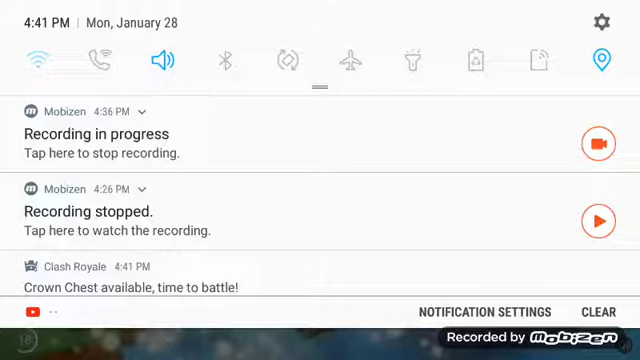 4:41 PM | Mon, January 28
Mobizen 4:36 PM
Recording in progress
Tap here to stop recording.
Mobizen 4:26 PM
Recording stopped.
Tap here to watch the recording.
Clash Royale 4:41 PM
Crown Chest available, time to battle!
NOTIFICATION SETTINGS CLEAR
18
Recorded by mobizen